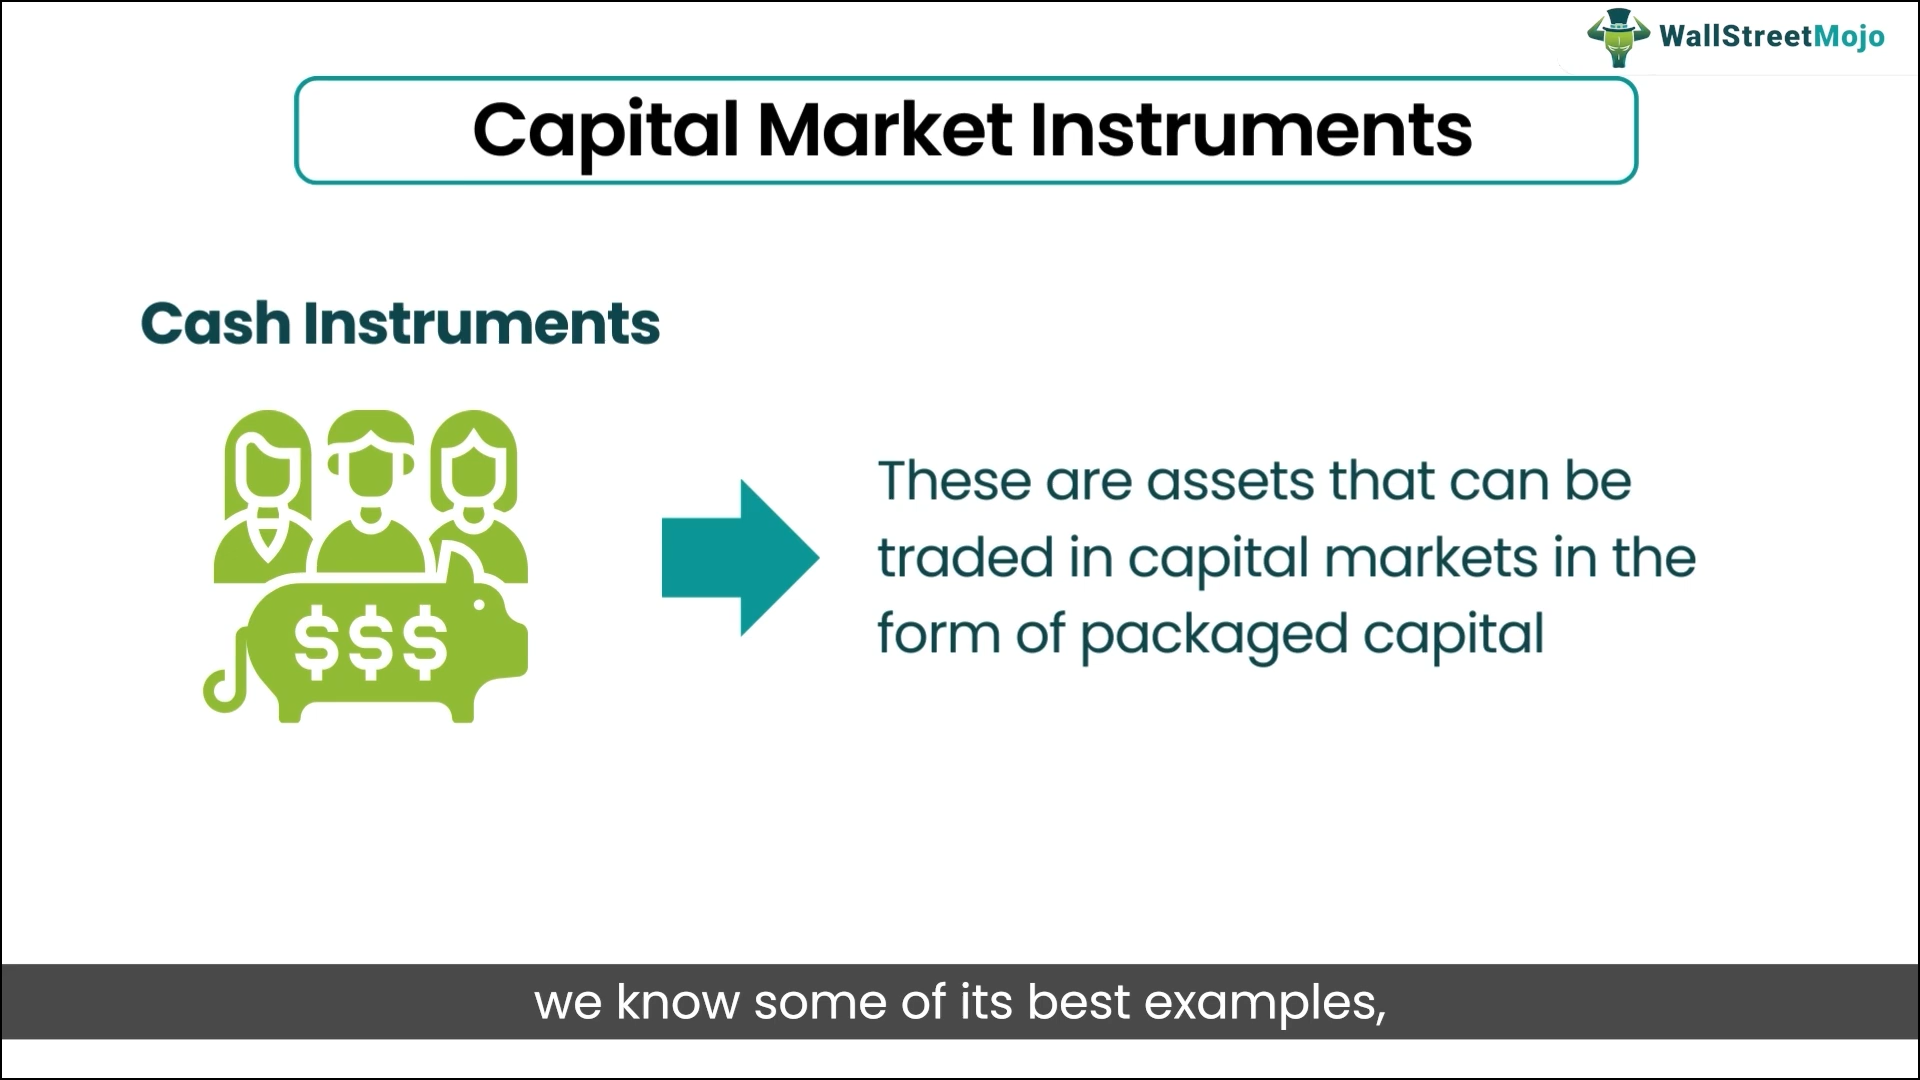 WallStreetMojo
Capital Market Instruments
Cash Instruments
$$$
These are assets that can be
traded in capital markets in the
form of packaged capital
we know some of its best examples,